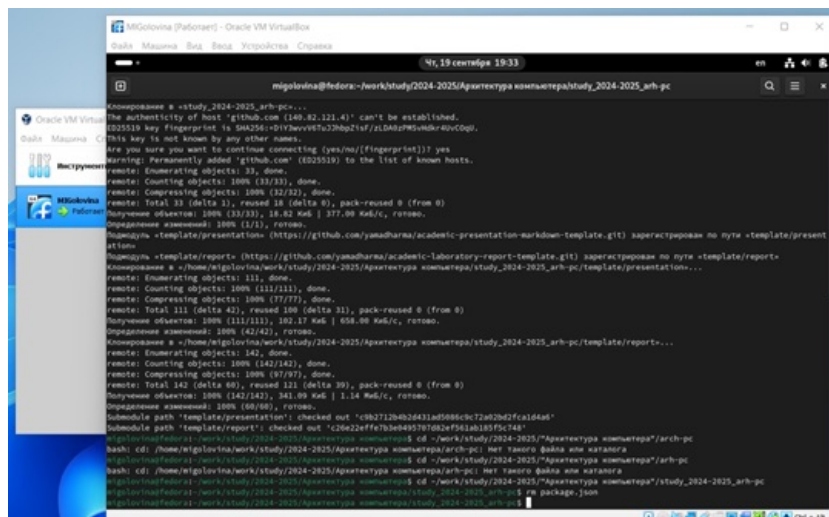 MIGolovina [Работает] - Oracle VM VirtualBox
Файл Машина Вид Ввод Устройства Справка
Чт, 19 сентября 19:33
en
migolovina@fedora:~/work/study/2024-2025/Архитектура компьютера/study_2024-2025_arh-pc
Oracle VM Virtual
Файл Машина
Инструмент
MIGolovina
Работает
Клонирование в «study_2024-2025_arh-pc»...
The authenticity of host 'github.com (140.82.121.4)' can't be established.
ED25519 key fingerprint is
This key is not known by any other names.
Are you sure you want to continue connecting (yes/no/[fingerprint])? yes
Warning: Permanently added 'github.com' (ED25519) to the list of known hosts.
remote: Enumerating objects: 33, done.
remote: Counting objects: 100% (33/33), done.
remote: Compressing objects: 100% (32/32), done.
remote: Total 33 (delta 1), reused 18 (delta 0), pack-reused 0 (from 0)
Получение объектов: 100% (33/33), 18.82 КиБ | 377.00 КиБ/с, готово.
Определение изменений: 100% (1/1), готово.
Подмодуль «template/presentation» (https://github.com/yamadharma/academic-presentation-markdown-template.git) зарегистрирован по пути «template/present
ation»
Подмодуль «template/report» (https://github.com/yamadharma/academic-laboratory-report-template.git) зарегистрирован по пути «template/report»
Клонирование в «/home/migolovina/work/study/2024-2025/Архитектура компьютера/study_2024-2025_arh-pc/template/presentation»...
remote: Enumerating objects: 111, done.
remote: Counting objects: 100% (111/111), done.
remote: Compressing objects: 100% (77/77), done.
remote: Total 111 (delta 42), reused 100 (delta 31), pack-reused 0 (from 0)
Получение объектов: 100% (111/111), 102.17 КиБ | 658.00 КиБ/с, готово.
Определение изменений: 100% (42/42), готово.
Клонирование в «/home/migolovina/work/study/2024-2025/Архитектура компьютера/study_2024-2025_arh-pc/template/report»...
remote: Enumerating objects: 142, done.
remote: Counting objects: 100% (142/142), done.
remote: Compressing objects: 100% (97/97), done.
remote: Total 142 (delta 60), reused 121 (delta 39), pack-reused 0 (from 0)
Получение объектов: 100% (142/142), 341.09 КиБ | 1.14 МиБ/с, готово.
Определение изменений: 100% (60/60), готово.
Submodule path 'template/presentation': checked out
Submodule path 'template/report': checked out
migolovina@fedora:~/work/study/2024-2025/Архитектура компьютера$ cd ~/work/study/2024-2025/"Архитектура компьютера"/arch-pc
bash: cd: /home/migolovina/work/study/2024-2025/Архитектура компьютера/arch-pc: Нет такого файла или каталога
migolovina@fedora:~/work/study/2024-2025/Архитектура компьютера$ cd ~/work/study/2024-2025/"Архитектура компьютера"/arh-pc
bash: cd: /home/migolovina/work/study/2024-2025/Архитектура компьютера/arh-pc: Нет такого файла или каталога
migolovina@fedora:~/work/study/2024-2025/Архитектура компьютера$ cd ~/work/study/2024-2025/"Архитектура компьютера"/study_2024-2025_arh-pc
migolovina@fedora:~/work/study/2024-2025/Архитектура компьютера/study_2024-2025_arh-pc$ rm package.json
migolovina@fedora:~/work/study/2024-2025/Архитектура компьютера/study_2024-2025_arh-pc$